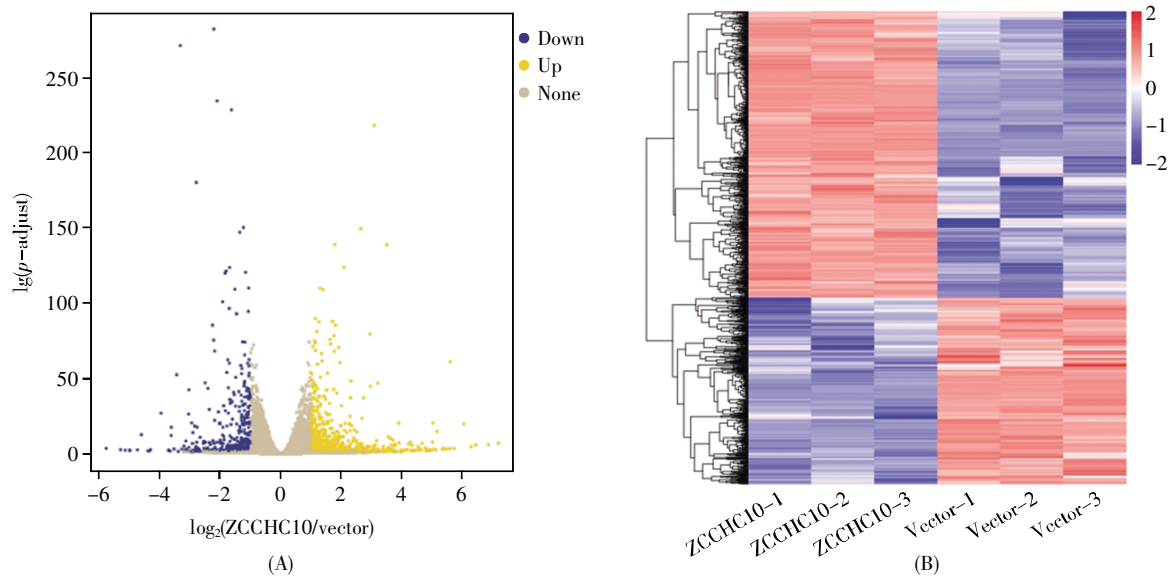 250
200
150
100
50
0
lg(p−adjust)
−6 −4 −2 0 2 4 6
log₂(ZCCHC10/vector)
(A)
Down
Up
None
(B)
2
1
0
−1
−2
ZCCHC10−1
ZCCHC10−2
ZCCHC10−3
Vector−1
Vector−2
Vector−3